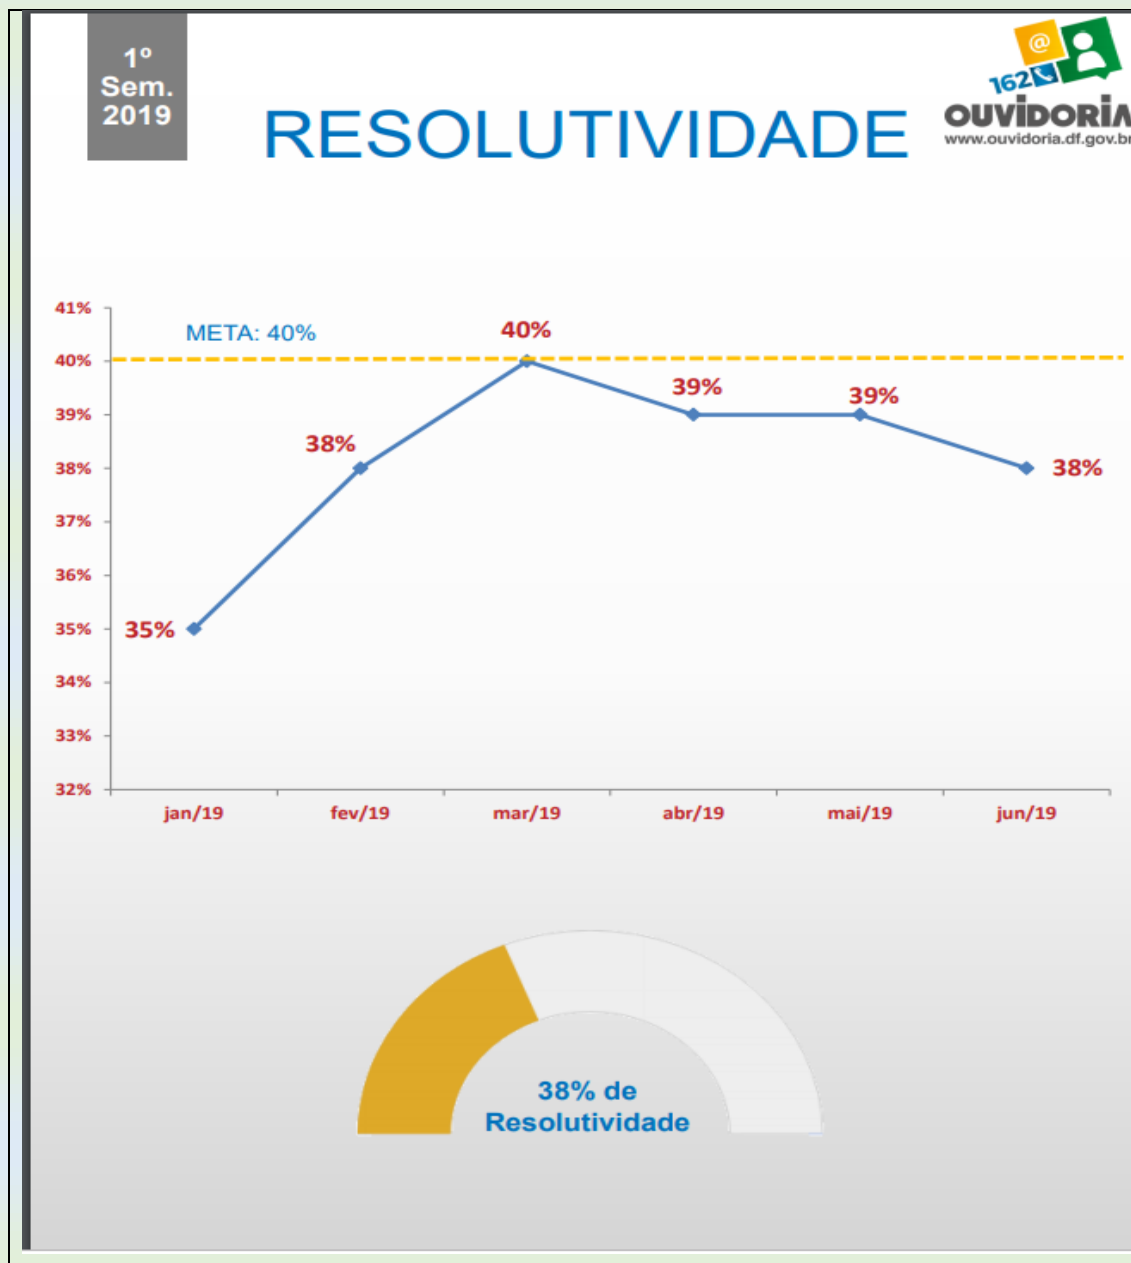 1º
Sem.
2019
RESOLUTIVIDADE
@
162
OUVIDORIA
www.ouvidoria.df.gov.br
41%
40%
39%
38%
37%
36%
35%
34%
33%
32%
META: 40%
35%
38%
40%
39%
39%
38%
jan/19
fev/19
mar/19
abr/19
mai/19
jun/19
38% de
Resolutividade